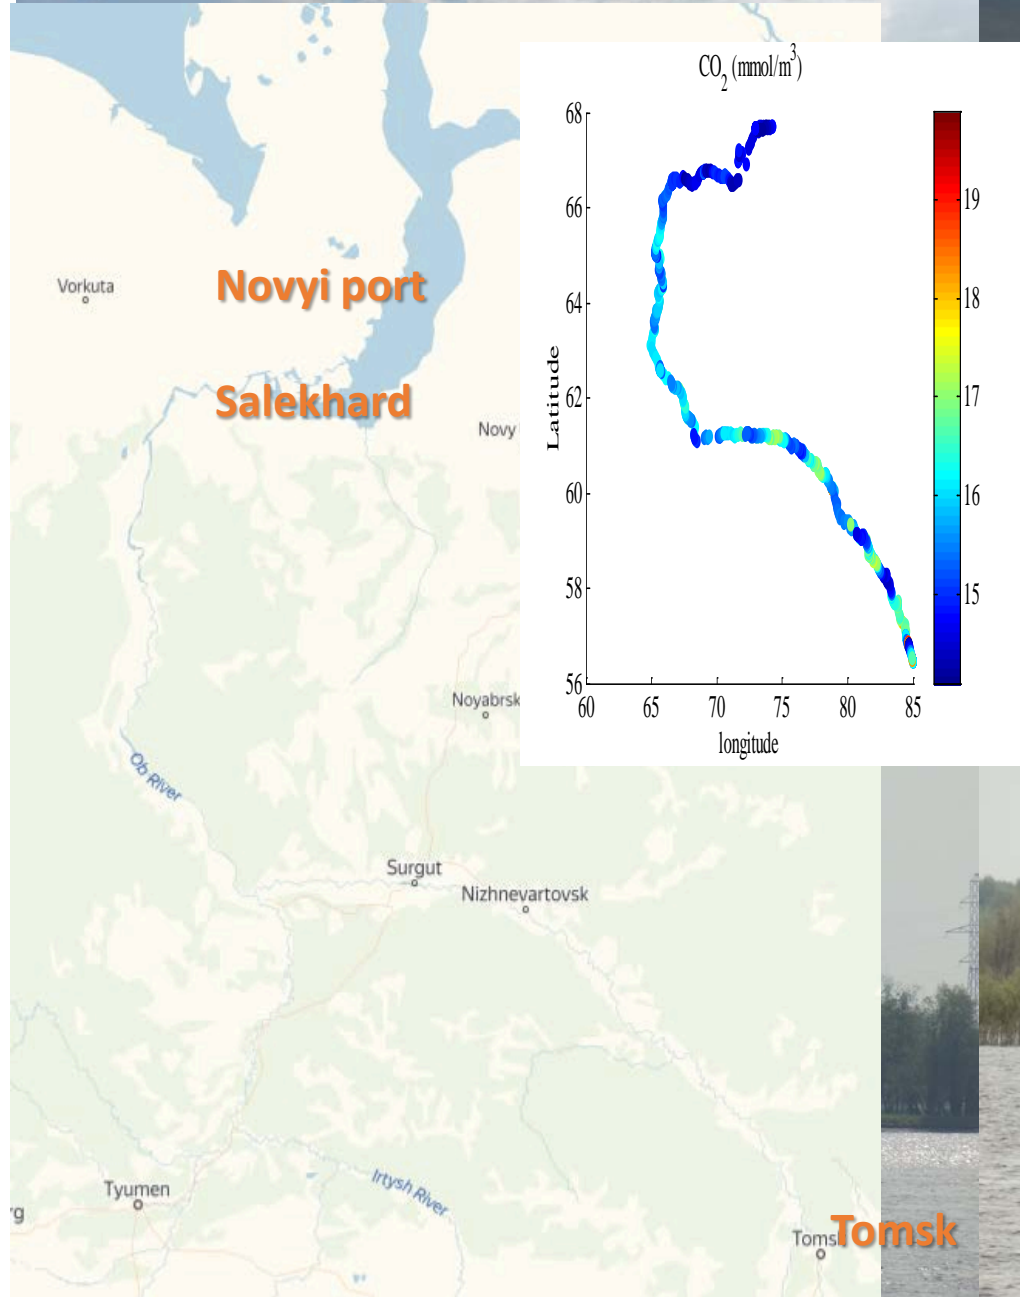 CO2 (mmol/m3)
68
66
64
62
60
58
56
60 65 70 75 80 85
Latitude
longitude
19
18
17
16
15
Vorkuta
Novyi port
Salekhard
Novy
Noyabrsk
Ob River
Surgut
Nizhnevartovsk
Tyumen
Irtysh River
g
Toms
Tomsk